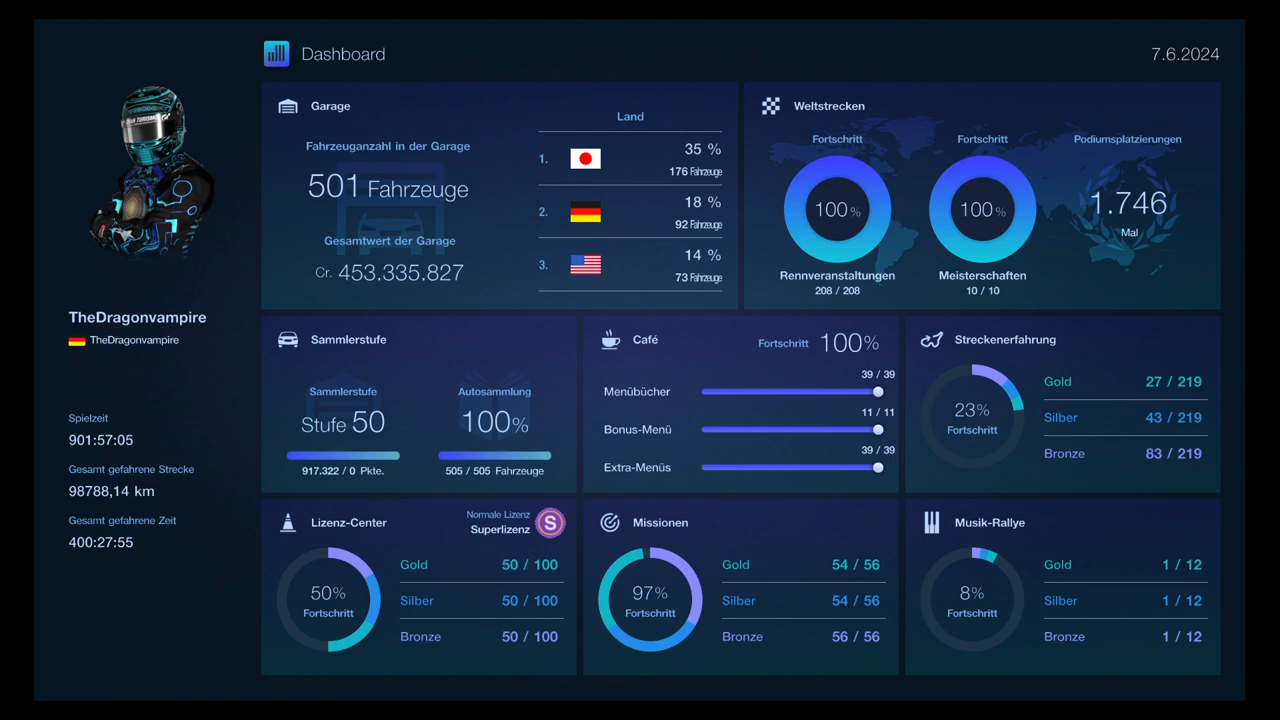 Dashboard
7.6.2024
TheDragonvampire
TheDragonvampire
Spielzeit
901:57:05
Gesamt gefahrene Strecke
98788,14 km
Gesamt gefahrene Zeit
400:27:55
Garage
Fahrzeuganzahl in der Garage
501 Fahrzeuge
Gesamtwert der Garage
Cr. 453.335.827
Land
1. 35 %
176 Fahrzeuge
2. 18 %
92 Fahrzeuge
3. 14 %
73 Fahrzeuge
Weltstrecken
Fortschritt
100%
Rennveranstaltungen
208 / 208
Fortschritt
100%
Meisterschaften
10 / 10
Podiumsplatzierungen
1.746
Mal
Sammlerstufe
Sammlerstufe
Stufe 50
917.322 / 0 Pkte.
Autosammlung
100%
505 / 505 Fahrzeuge
Café
Fortschritt 100%
39 / 39
Menübücher
11 / 11
Bonus-Menü
39 / 39
Extra-Menüs
Streckenerfahrung
23%
Fortschritt
Gold 27 / 219
Silber 43 / 219
Bronze 83 / 219
Lizenz-Center
Normale Lizenz
Superlizenz
S
50%
Fortschritt
Gold 50 / 100
Silber 50 / 100
Bronze 50 / 100
Missionen
97%
Fortschritt
Gold 54 / 56
Silber 54 / 56
Bronze 56 / 56
Musik-Rallye
8%
Fortschritt
Gold 1 / 12
Silber 1 / 12
Bronze 1 / 12